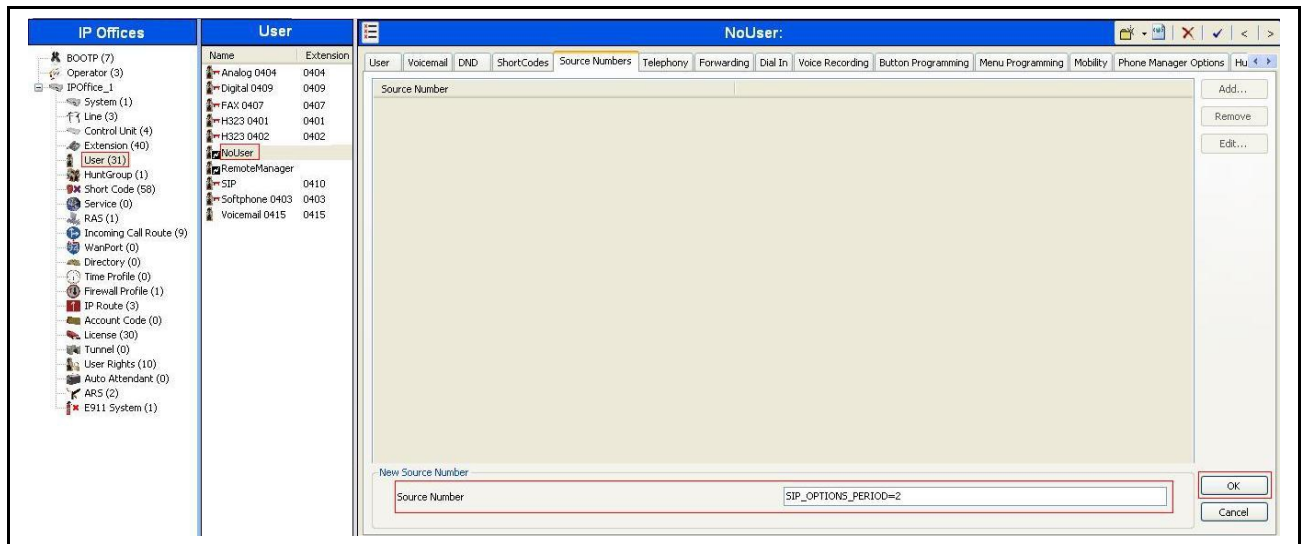 IP Offices
BOOTP (7)
Operator (3)
IPOffice_1
System (1)
Line (3)
Control Unit (4)
Extension (40)
User (31)
HuntGroup (1)
Short Code (58)
Service (0)
RAS (1)
Incoming Call Route (9)
WanPort (0)
Directory (0)
Time Profile (0)
Firewall Profile (1)
IP Route (3)
Account Code (0)
License (30)
Tunnel (0)
User Rights (10)
Auto Attendant (0)
ARS (2)
E911 System (1)
User
Name Extension
Analog 0404 0404
Digital 0409 0409
FAX 0407 0407
H323 0401 0401
H323 0402 0402
NoUser
RemoteManager
SIP 0410
Softphone 0403 0403
Voicemail 0415 0415
NoUser:
User Voicemail DND ShortCodes Source Numbers Telephony Forwarding Dial In Voice Recording Button Programming Menu Programming Mobility Phone Manager Options Hu
Source Number
Add...
Remove
Edit...
New Source Number
Source Number SIP_OPTIONS_PERIOD=2
OK
Cancel